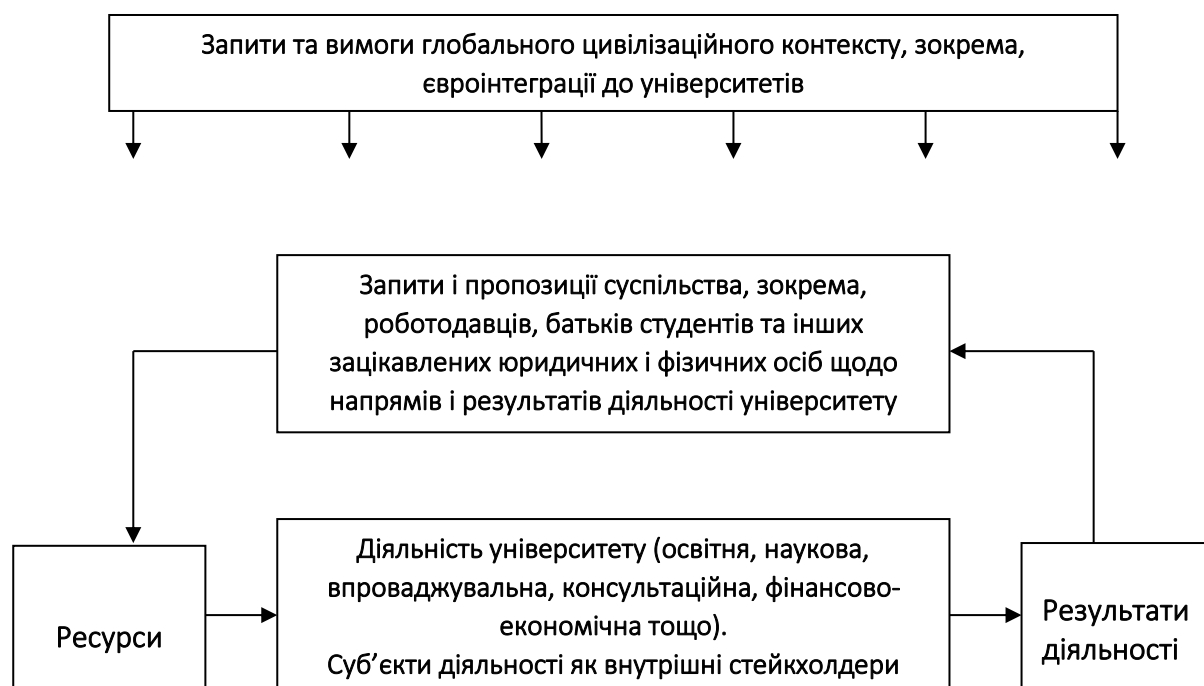 Запити та вимоги глобального цивілізаційного контексту, зокрема,
євроінтеграції до університетів
Запити і пропозиції суспільства, зокрема,
роботодавців, батьків студентів та інших
зацікавлених юридичних і фізичних осіб щодо
напрямів і результатів діяльності університету
Ресурси
Діяльність університету (освітня, наукова,
впроваджувальна, консультаційна, фінансово-
економічна тощо).
Суб’єкти діяльності як внутрішні стейкхолдери
Результати
діяльності